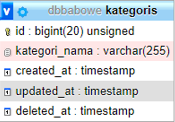 v dbbabowe kategoris
id : bigint(20) unsigned
kategori_nama : varchar(255)
created_at : timestamp
updated_at : timestamp
deleted_at : timestamp